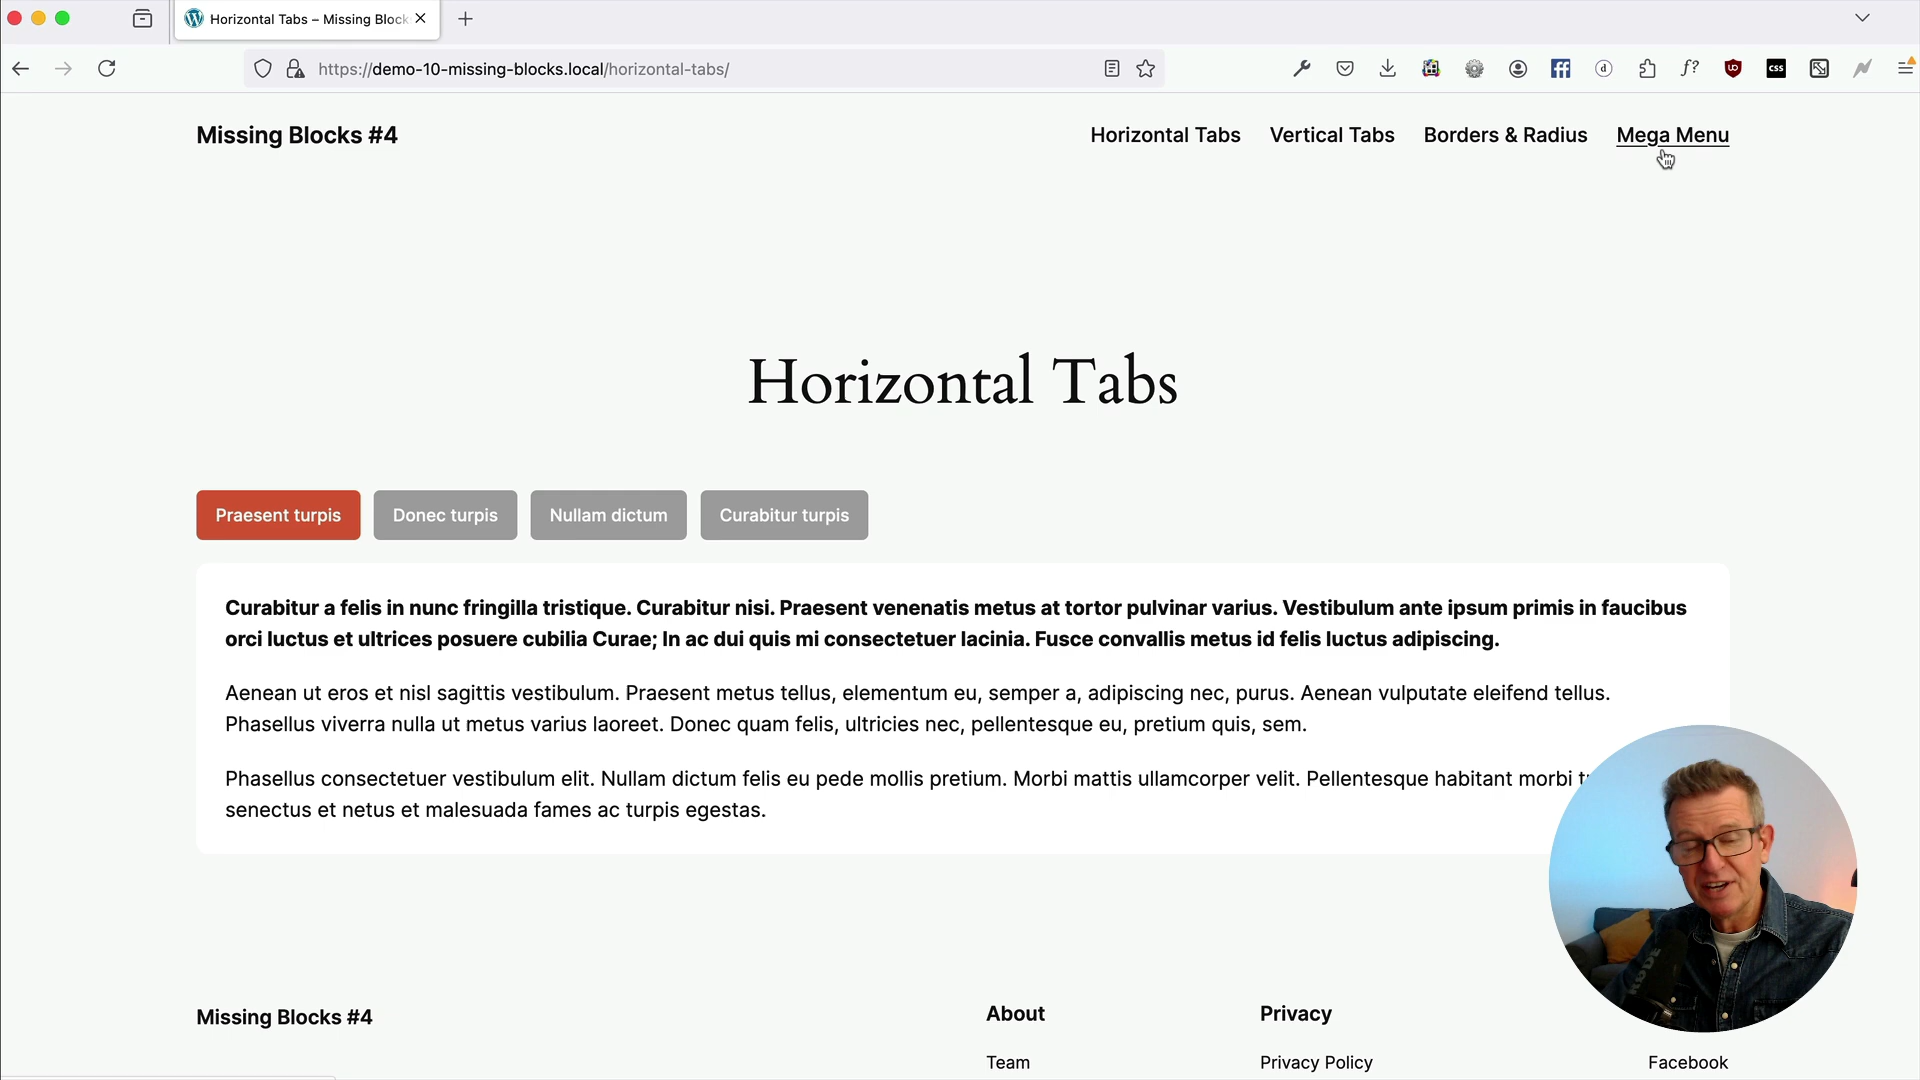 Horizontal Tabs – Missing Block
https://demo-10-missing-blocks.local/horizontal-tabs/
Missing Blocks #4
Horizontal Tabs
Vertical Tabs
Borders & Radius
Mega Menu
Horizontal Tabs
Praesent turpis
Donec turpis
Nullam dictum
Curabitur turpis
Curabitur a felis in nunc fringilla tristique. Curabitur nisi. Praesent venenatis metus at tortor pulvinar varius. Vestibulum ante ipsum primis in faucibus
orci luctus et ultrices posuere cubilia Curae; In ac dui quis mi consectetuer lacinia. Fusce convallis metus id felis luctus adipiscing.
Aenean ut eros et nisl sagittis vestibulum. Praesent metus tellus, elementum eu, semper a, adipiscing nec, purus. Aenean vulputate eleifend tellus.
Phasellus viverra nulla ut metus varius laoreet. Donec quam felis, ultricies nec, pellentesque eu, pretium quis, sem.
Phasellus consectetuer vestibulum elit. Nullam dictum felis eu pede mollis pretium. Morbi mattis ullamcorper velit. Pellentesque habitant morbi
senectus et netus et malesuada fames ac turpis egestas.
RODE
Missing Blocks #4
About
Privacy
Team
Privacy Policy
Facebook